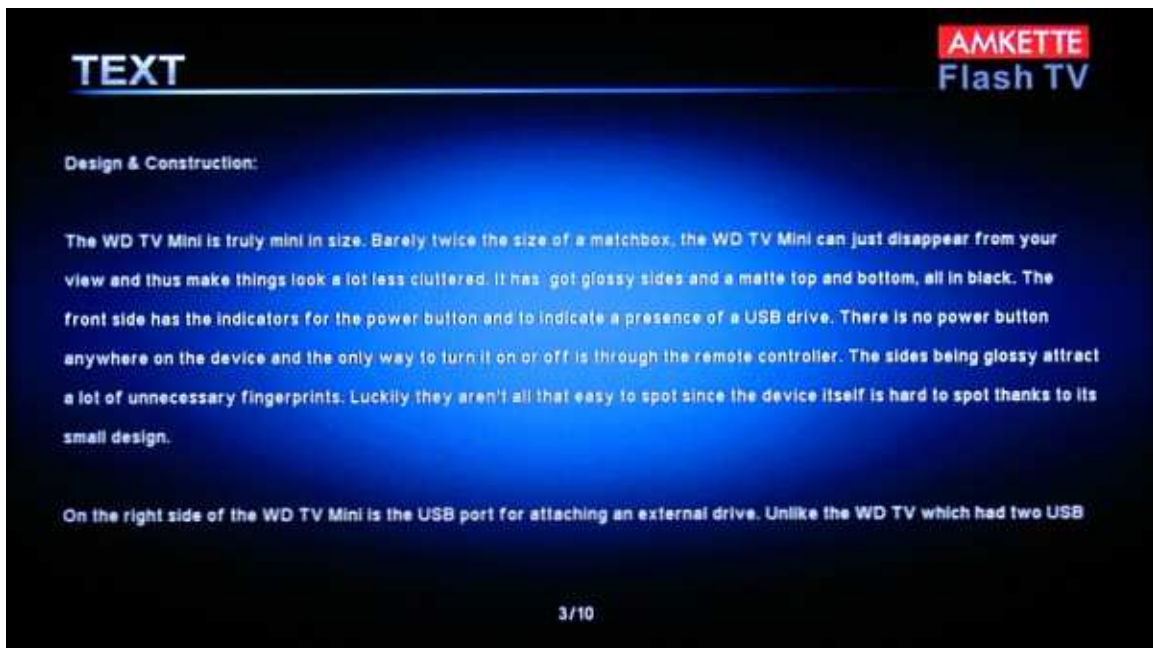 AMKETTE
TEXT
Flash TV
Design & Construction:
The WD TV Mini is truly mini in size. Barely twice the size of a matchbox, the WD TV Mini can just disappear from your
view and thus make things look a lot less cluttered. It has  got glossy sides and a matte top and bottom, all in black. The
front side has the indicators for the power button and to indicate a presence of a USB drive. There is no power button
anywhere on the device and the only way to turn it on or off is through the remote controller. The sides being glossy attract
a lot of unnecessary fingerprints. Luckily they aren't all that easy to spot since the device itself is hard to spot thanks to its
small design.
On the right side of the WD TV Mini is the USB port for attaching an external drive. Unlike the WD TV which had two USB
3/10